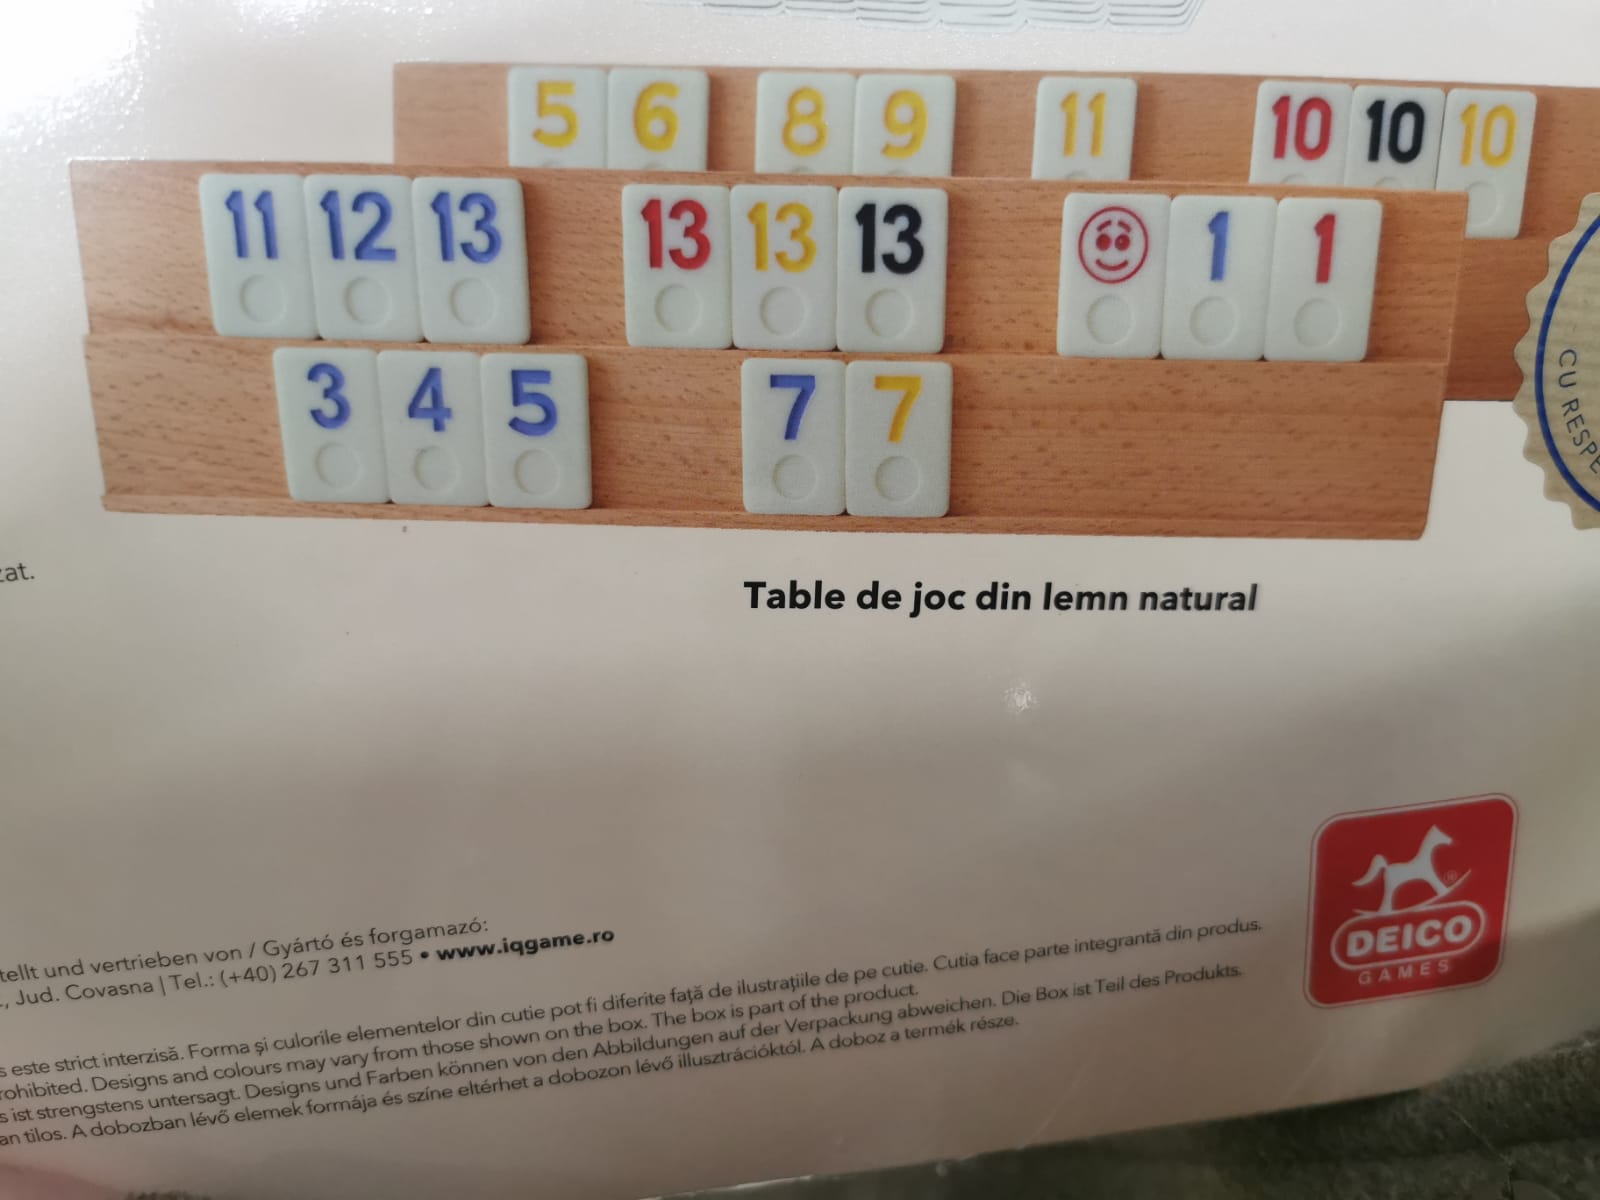 5 6 8 9 11 10 10 10
11 12 13 13 13 13 1 1
3 4 5 7 7
CU
zat.
Table de joc din lemn natural
DEICO
GAMES
und vertrieben von / Gyártó és forgamazó:
Jud. Covasna | Tel.: (+40) 267 311 555 • www.iqgame.ro
este strict interzisă. Forma și culorile elementelor din cutie pot fi diferite față de ilustrațiile de pe cutie. Cutia face parte integrantă din produs.
Designs and colours may vary from those shown on the box. The box is part of the product.
ist strengstens untersagt. Designs und Farben können von den Abbildungen auf der Verpackung abweichen. Die Box ist Teil des Produkts.
tilos. A dobozban lévő elemek formája és színe eltérhet a dobozon lévő illusztrációktól. A doboz a termék része.